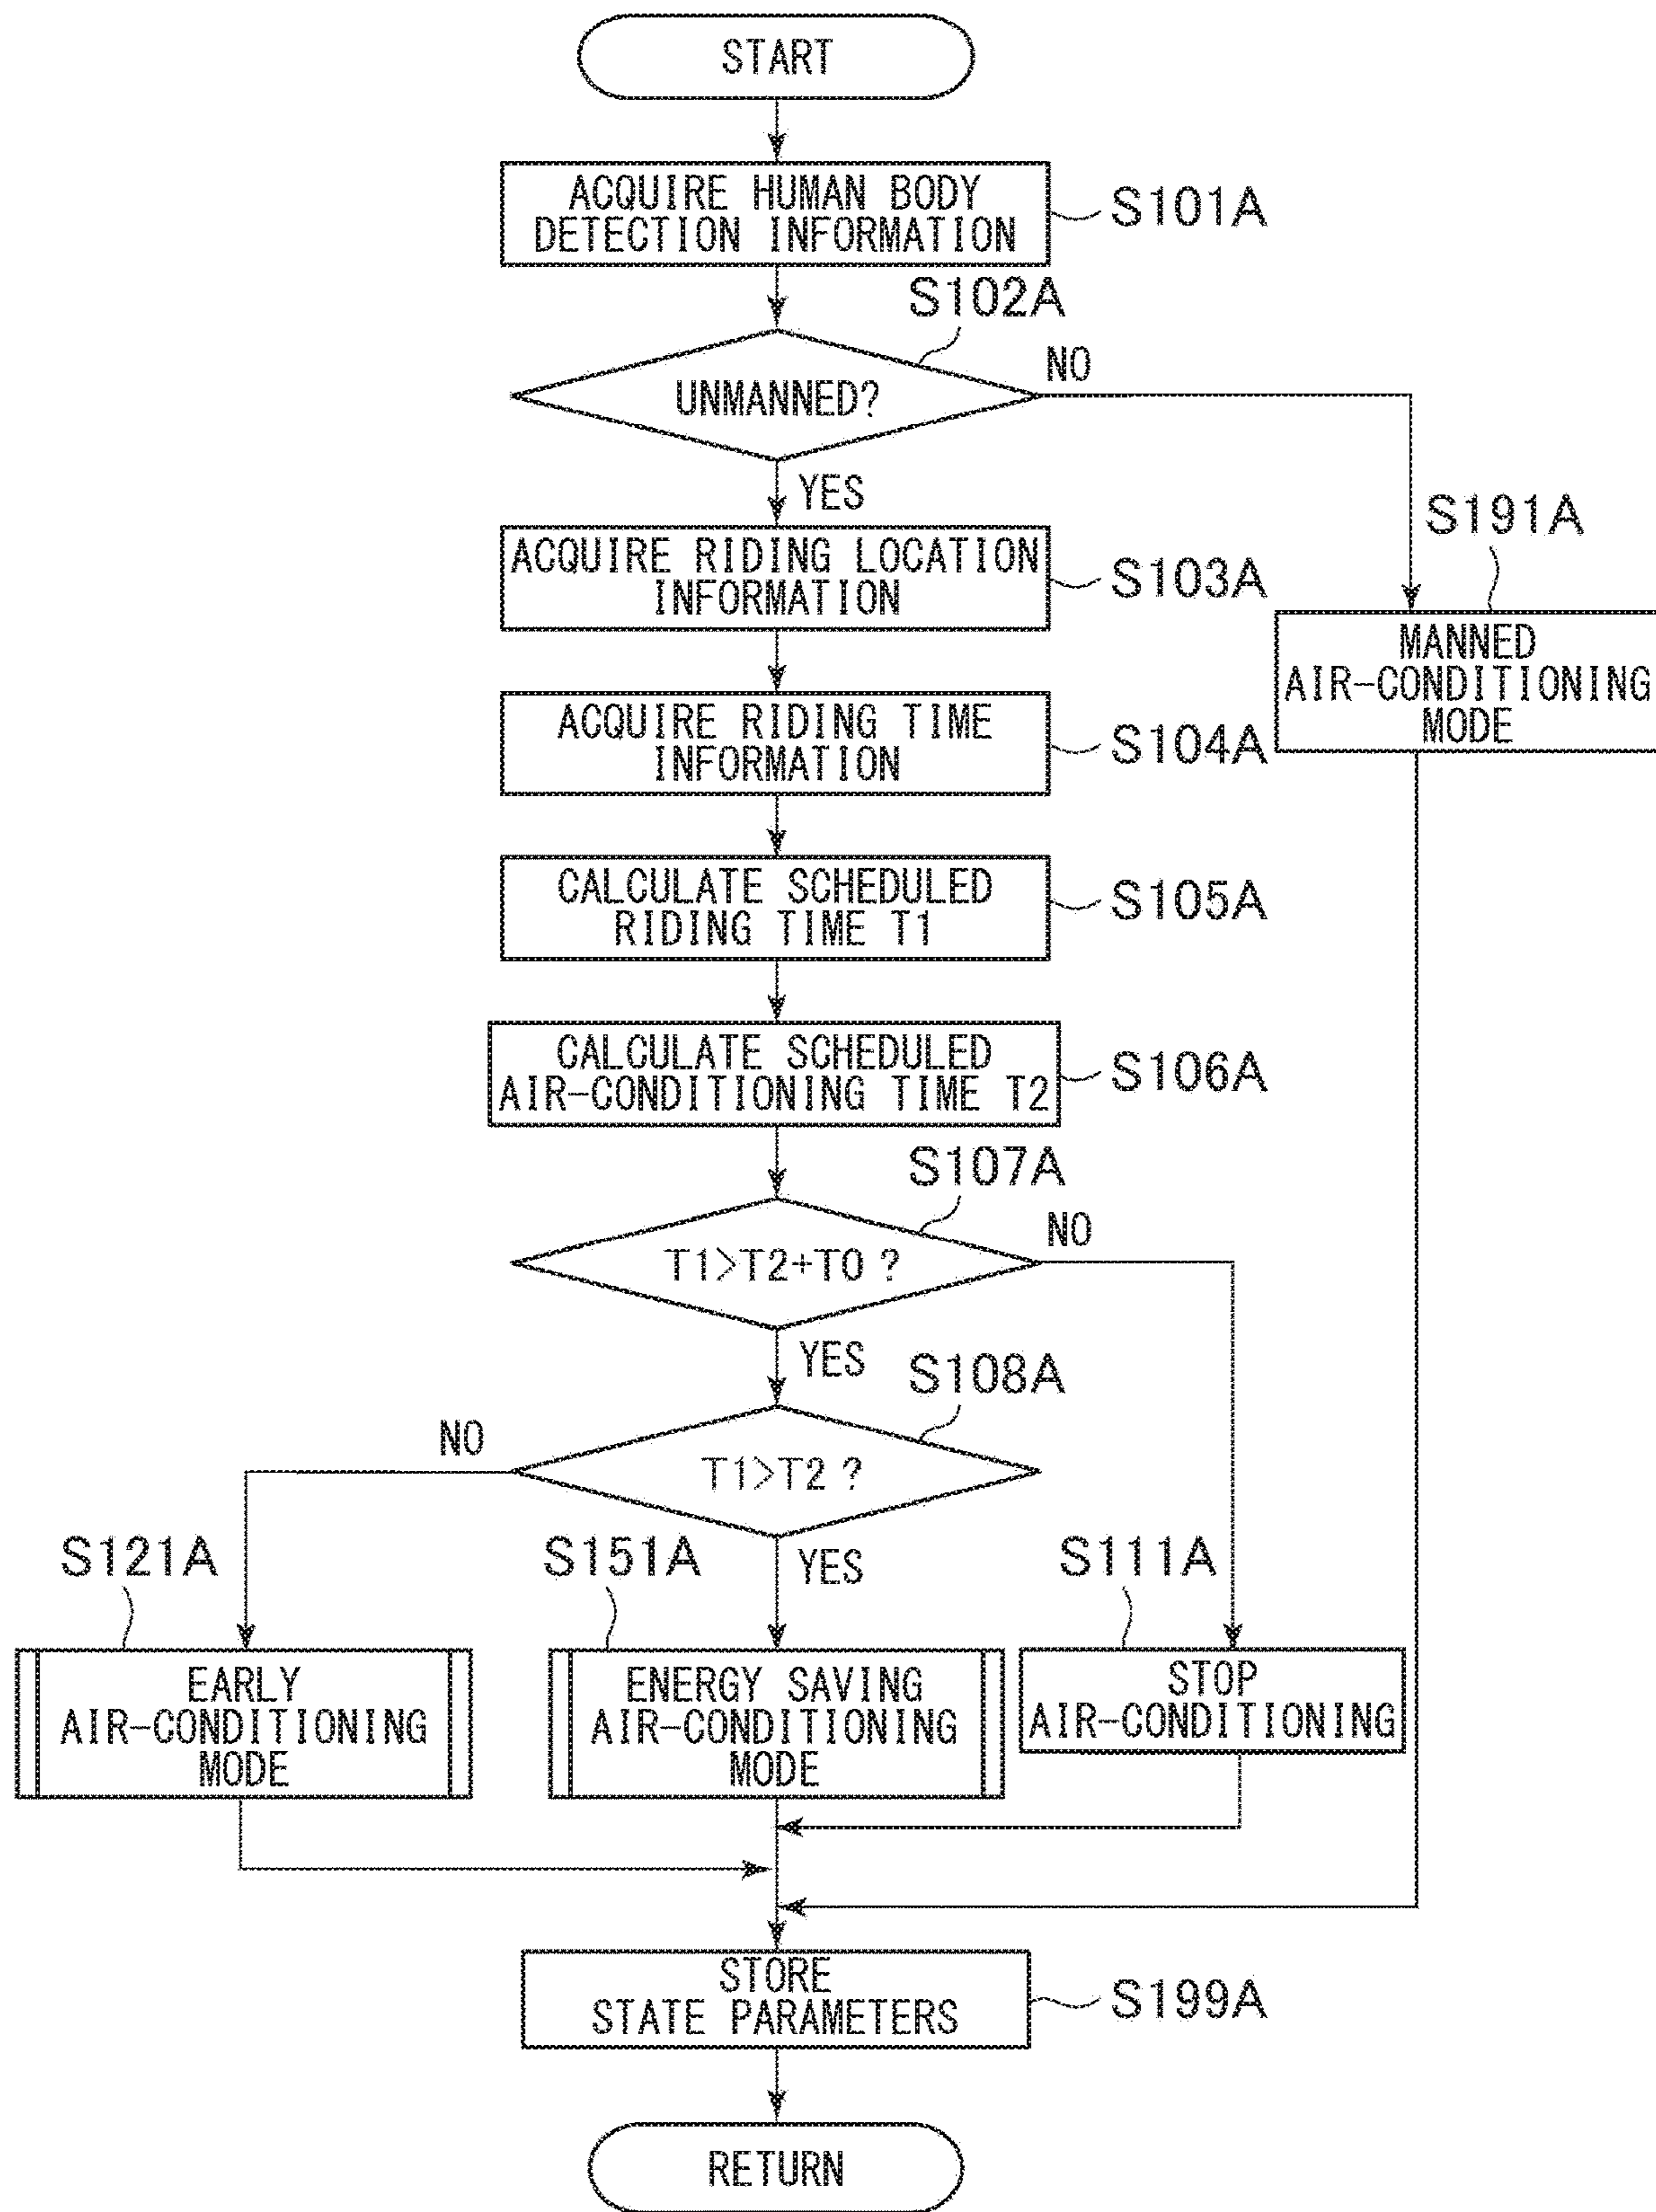 START
ACQUIRE HUMAN BODY
DETECTION INFORMATION
S101A
S102A
UNMANNED?
NO
YES
S191A
ACQUIRE RIDING LOCATION
INFORMATION
S103A
MANNED
AIR-CONDITIONING
MODE
ACQUIRE RIDING TIME
INFORMATION
S104A
CALCULATE SCHEDULED
RIDING TIME T1
S105A
CALCULATE SCHEDULED
AIR-CONDITIONING TIME T2
S106A
S107A
T1>T2+T0 ?
NO
YES
S108A
NO
T1>T2 ?
YES
S121A
S151A
S111A
EARLY
AIR-CONDITIONING
MODE
ENERGY SAVING
AIR-CONDITIONING
MODE
STOP
AIR-CONDITIONING
STORE
STATE PARAMETERS
S199A
RETURN